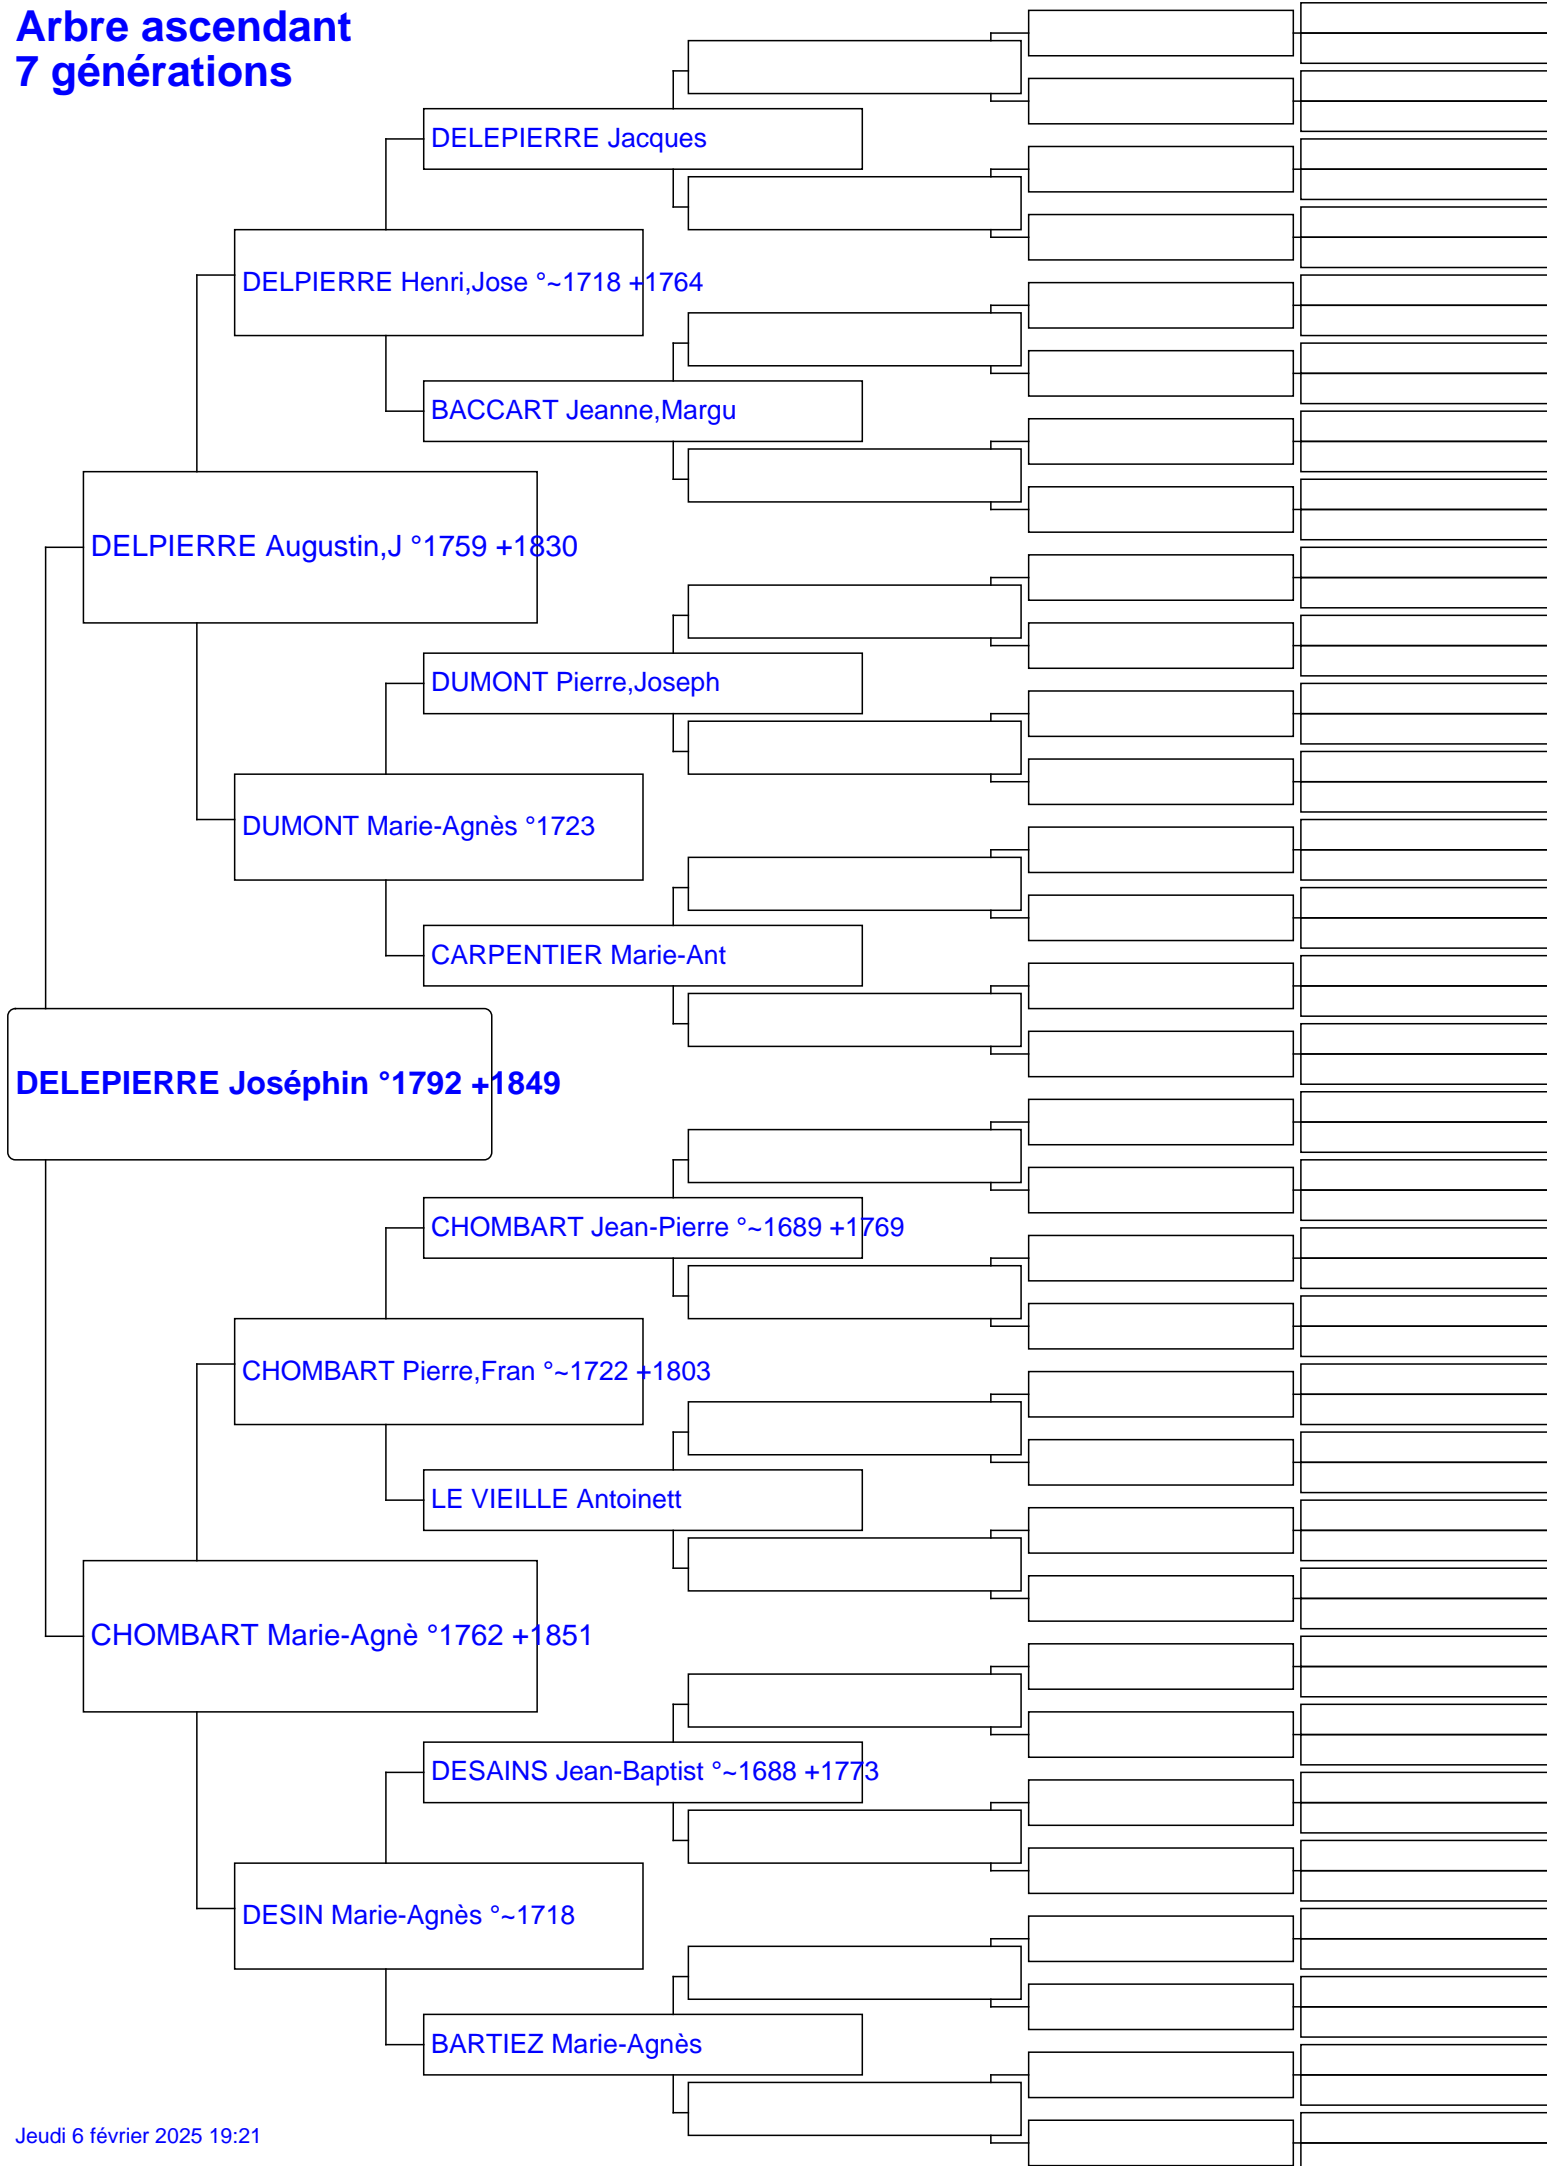 Arbre ascendant
7 générations
DELEPIERRE Jacques
DELPIERRE Henri,Jose °~1718 +1764
BACCART Jeanne,Margu
DELPIERRE Augustin,J °1759 +1830
DUMONT Pierre,Joseph
DUMONT Marie-Agnès °1723
CARPENTIER Marie-Ant
DELEPIERRE Joséphin °1792 +1849
CHOMBART Jean-Pierre °~1689 +1769
CHOMBART Pierre,Fran °~1722 +1803
LE VIEILLE Antoinett
CHOMBART Marie-Agnè °1762 +1851
DESAINS Jean-Baptist °~1688 +1773
DESIN Marie-Agnès °~1718
BARTIEZ Marie-Agnès
Jeudi 6 février 2025 19:21